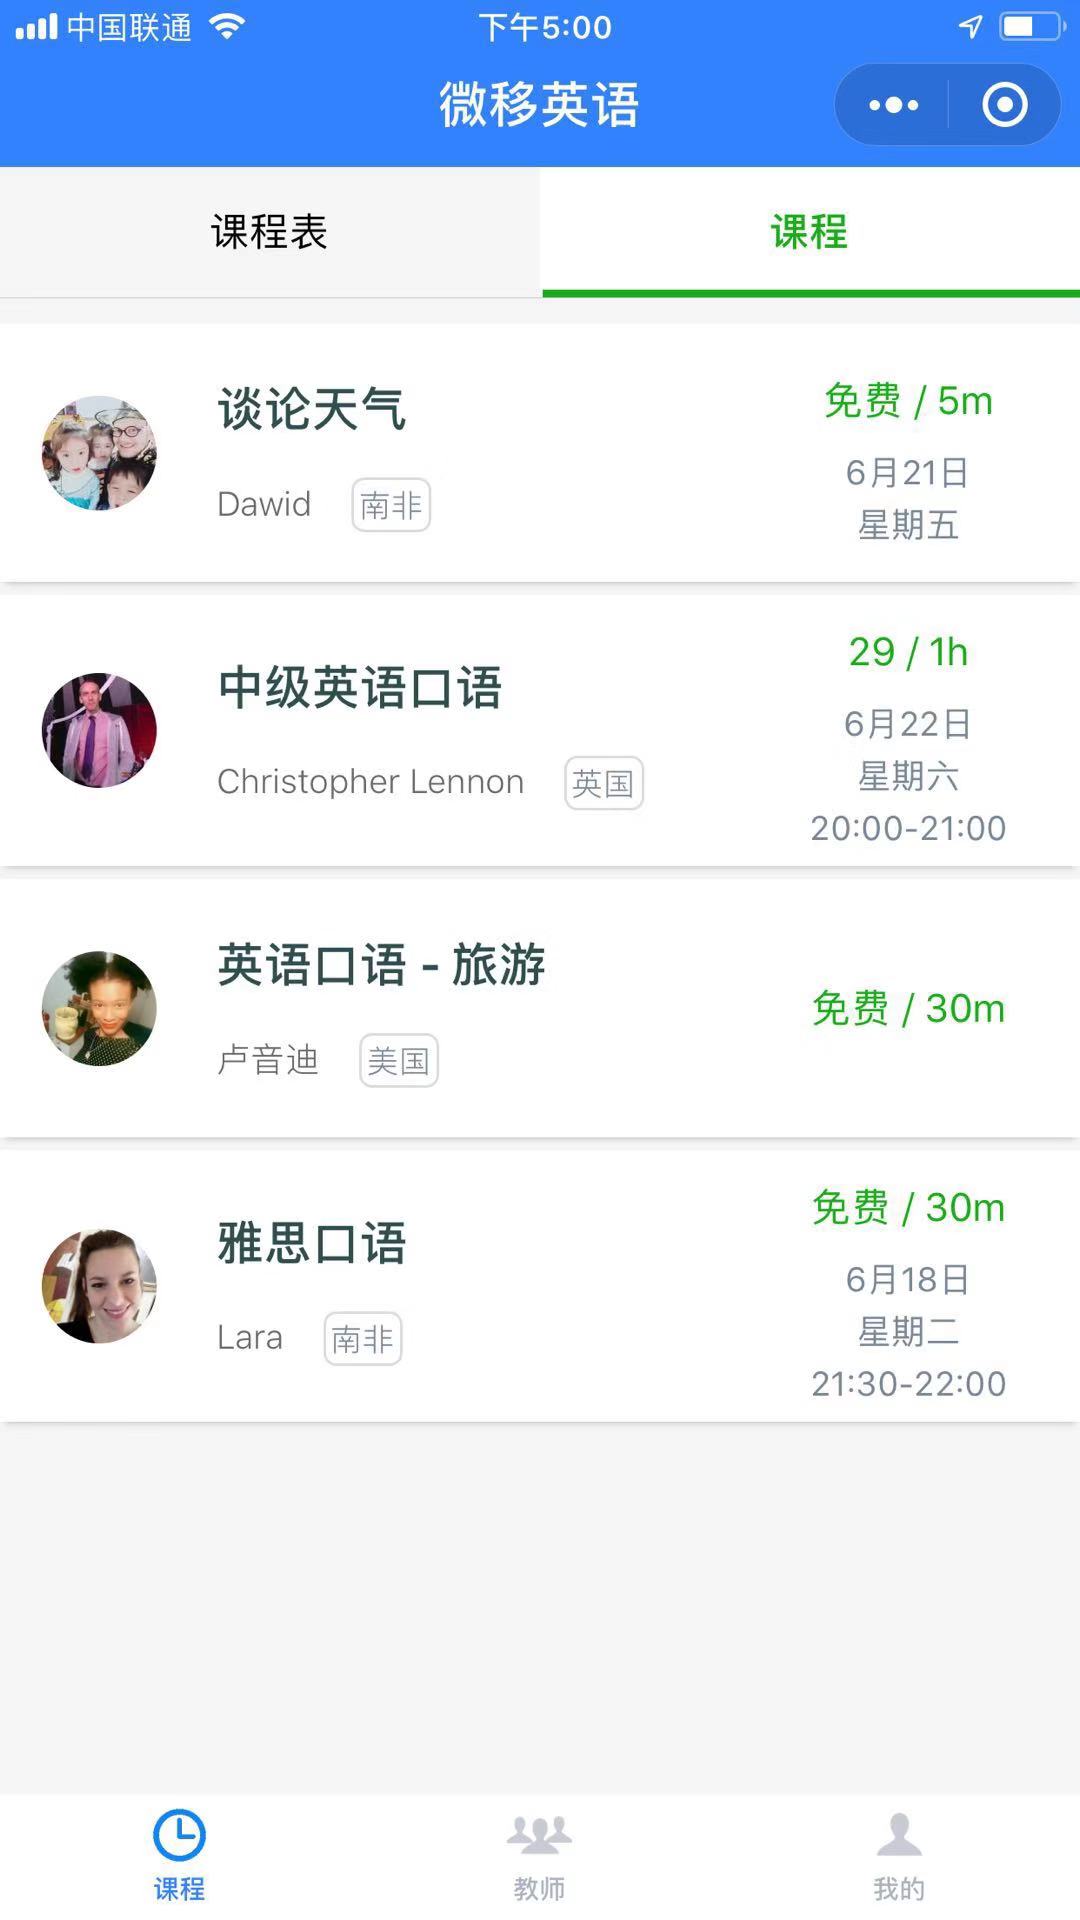 中国联通
下午5:00
微移英语
课程表
课程
谈论天气
Dawid 南非
免费 / 5m
6月21日
星期五
中级英语口语
Christopher Lennon 英国
29 / 1h
6月22日
星期六
20:00-21:00
英语口语 - 旅游
卢音迪 美国
免费 / 30m
雅思口语
Lara 南非
免费 / 30m
6月18日
星期二
21:30-22:00
课程
教师
我的